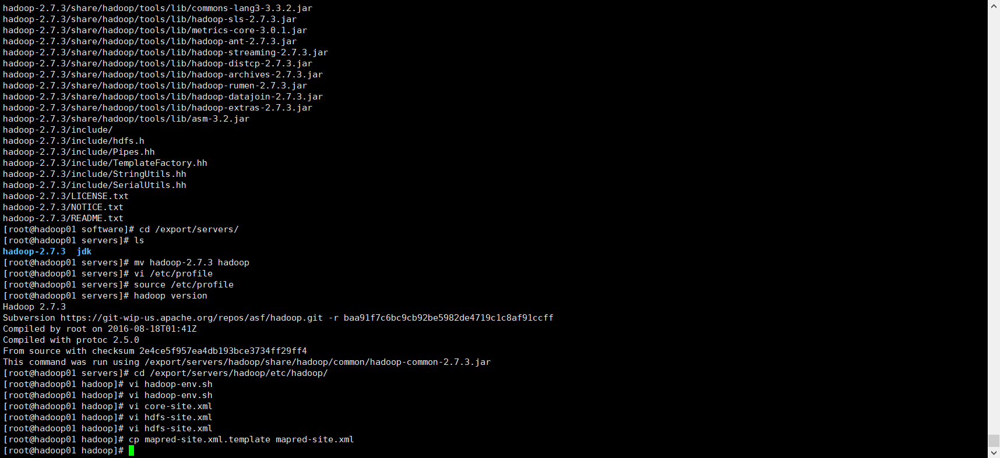 hadoop-2.7.3/share/hadoop/tools/lib/commons-lang3-3.3.2.jar
hadoop-2.7.3/share/hadoop/tools/lib/hadoop-sls-2.7.3.jar
hadoop-2.7.3/share/hadoop/tools/lib/metrics-core-3.0.1.jar
hadoop-2.7.3/share/hadoop/tools/lib/hadoop-ant-2.7.3.jar
hadoop-2.7.3/share/hadoop/tools/lib/hadoop-streaming-2.7.3.jar
hadoop-2.7.3/share/hadoop/tools/lib/hadoop-distcp-2.7.3.jar
hadoop-2.7.3/share/hadoop/tools/lib/hadoop-archives-2.7.3.jar
hadoop-2.7.3/share/hadoop/tools/lib/hadoop-rumen-2.7.3.jar
hadoop-2.7.3/share/hadoop/tools/lib/hadoop-datajoin-2.7.3.jar
hadoop-2.7.3/share/hadoop/tools/lib/hadoop-extras-2.7.3.jar
hadoop-2.7.3/share/hadoop/tools/lib/asm-3.2.jar
hadoop-2.7.3/include/
hadoop-2.7.3/include/hdfs.h
hadoop-2.7.3/include/Pipes.hh
hadoop-2.7.3/include/TemplateFactory.hh
hadoop-2.7.3/include/StringUtils.hh
hadoop-2.7.3/include/SerialUtils.hh
hadoop-2.7.3/LICENSE.txt
hadoop-2.7.3/NOTICE.txt
hadoop-2.7.3/README.txt
[root@hadoop01 software]# cd /export/servers/
[root@hadoop01 servers]# ls
hadoop-2.7.3  jdk
[root@hadoop01 servers]# mv hadoop-2.7.3 hadoop
[root@hadoop01 servers]# vi /etc/profile
[root@hadoop01 servers]# source /etc/profile
[root@hadoop01 servers]# hadoop version
Hadoop 2.7.3
Subversion https://git-wip-us.apache.org/repos/asf/hadoop.git -r baa91f7c6bc9cb92be5982de4719c1c8af91ccff
Compiled by root on 2016-08-18T01:41Z
Compiled with protoc 2.5.0
From source with checksum 2e4ce5f957ea4db193bce3734ff29ff4
This command was run using /export/servers/hadoop/share/hadoop/common/hadoop-common-2.7.3.jar
[root@hadoop01 servers]# cd /export/servers/hadoop/etc/hadoop/
[root@hadoop01 hadoop]# vi hadoop-env.sh
[root@hadoop01 hadoop]# vi hadoop-env.sh
[root@hadoop01 hadoop]# vi core-site.xml
[root@hadoop01 hadoop]# vi hdfs-site.xml
[root@hadoop01 hadoop]# vi hdfs-site.xml
[root@hadoop01 hadoop]# cp mapred-site.xml.template mapred-site.xml
[root@hadoop01 hadoop]#